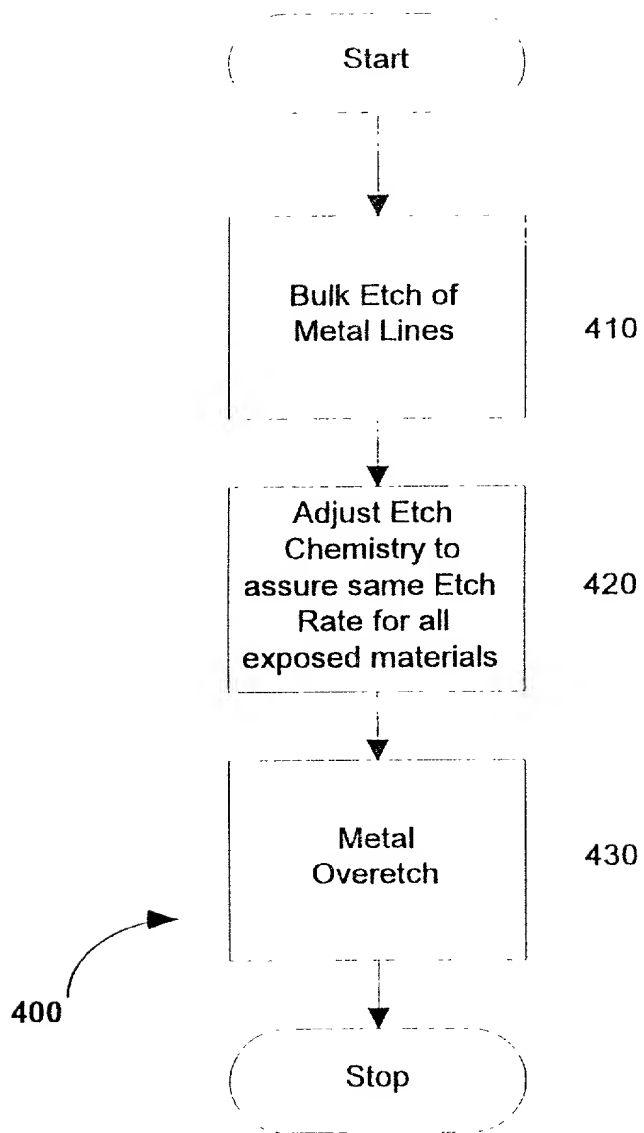 Start
Bulk Etch of
Metal Lines
410
Adjust Etch
Chemistry to
assure same Etch
Rate for all
exposed materials
420
Metal
Overetch
430
400
Stop